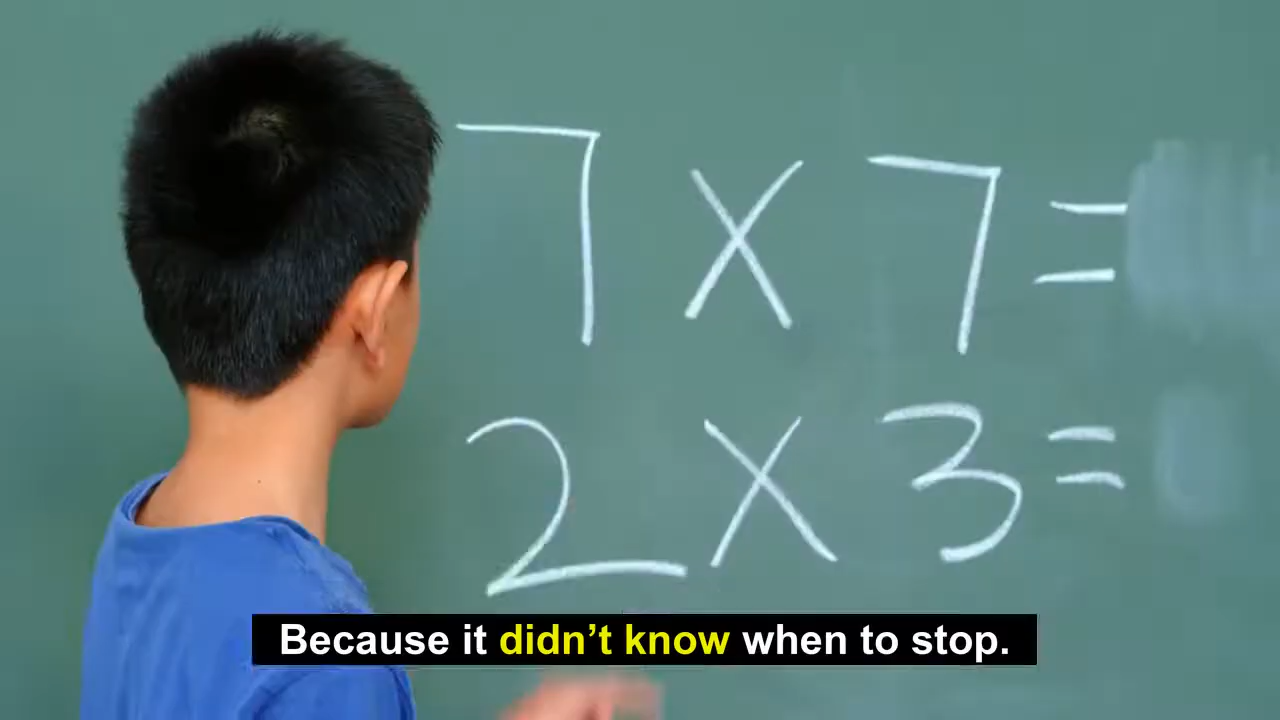 7 x 7 =
2 x 3 =
Because it didn’t know when to stop.